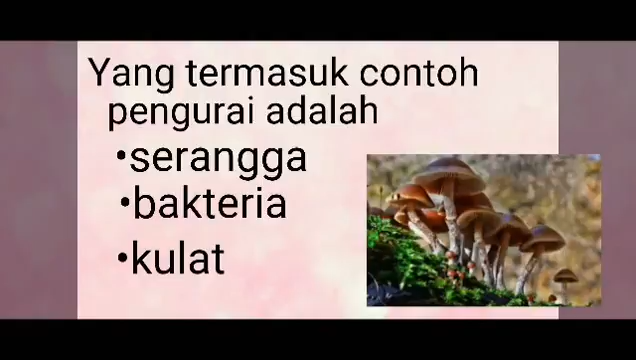 Yang termasuk contoh
pengurai adalah
•serangga
•bakteria
•kulat